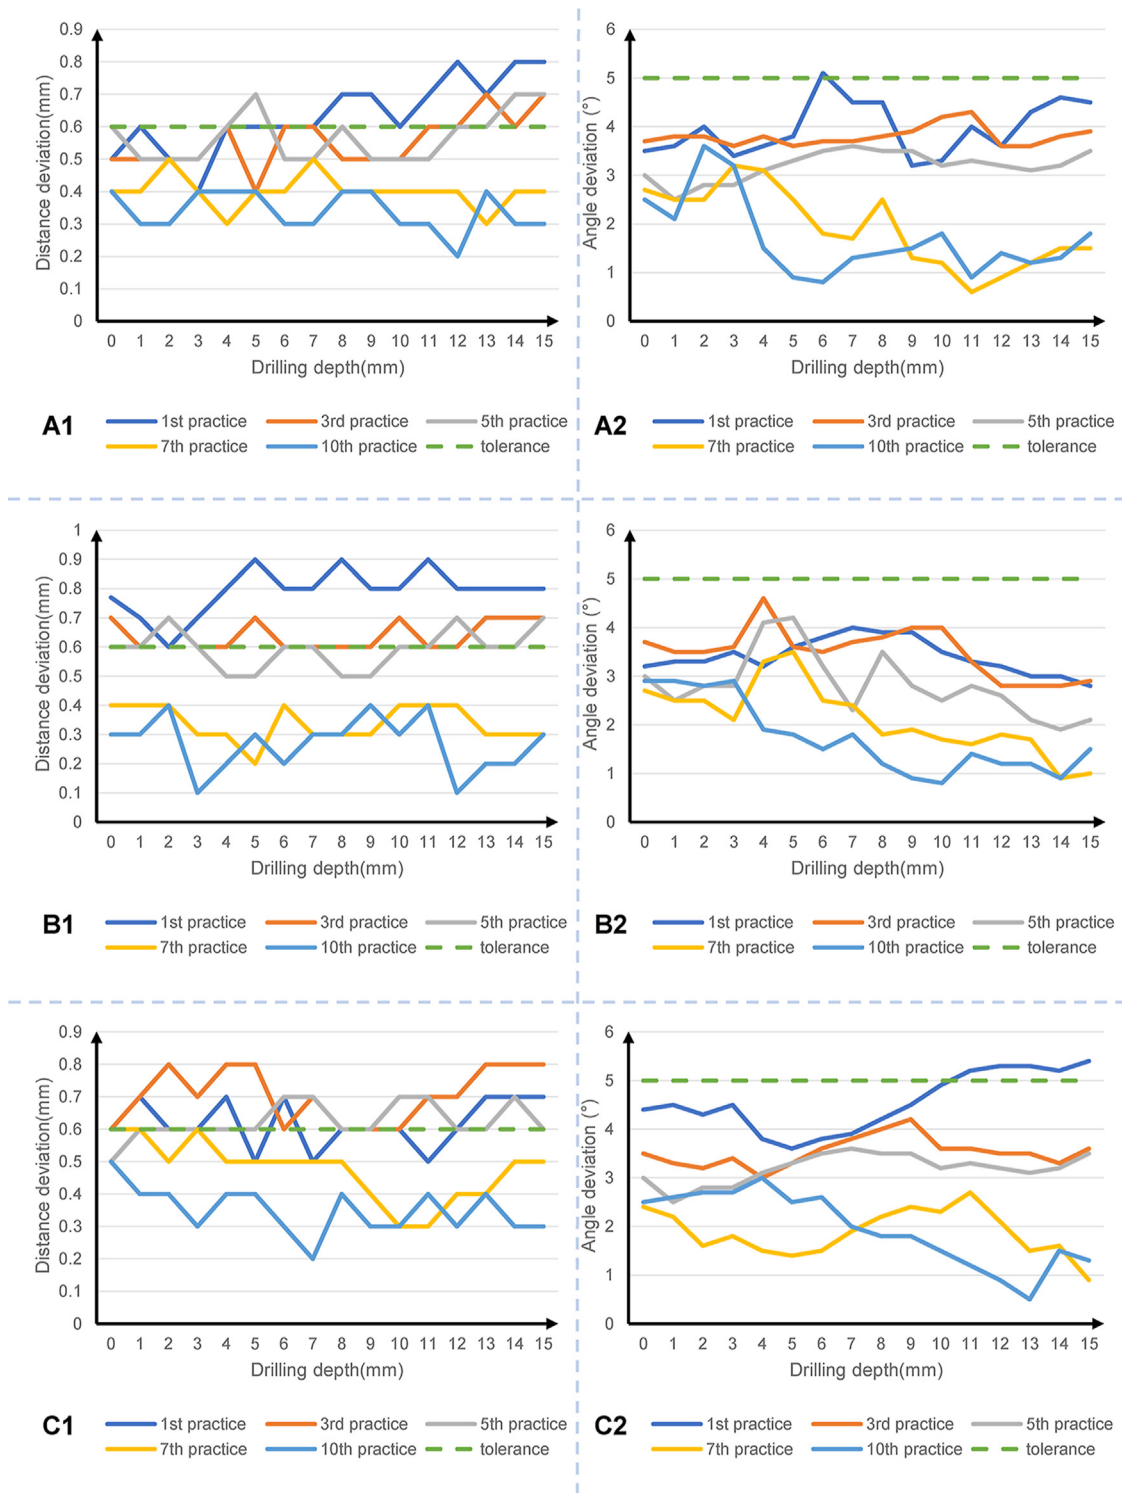 0.9
0.8
0.7
0.6
0.5
0.4
0.3
0.2
0.1
0
Distance deviation(mm)
0 1 2 3 4 5 6 7 8 9 10 11 12 13 14 15
Drilling depth(mm)
A1
1st practice 3rd practice 5th practice
7th practice 10th practice tolerance
6
5
4
3
2
1
0
Angle deviation (°)
0 1 2 3 4 5 6 7 8 9 10 11 12 13 14 15
Drilling depth(mm)
A2
1st practice 3rd practice 5th practice
7th practice 10th practice tolerance
1
0.9
0.8
0.7
0.6
0.5
0.4
0.3
0.2
0.1
0
Distance deviation(mm)
0 1 2 3 4 5 6 7 8 9 10 11 12 13 14 15
Drilling depth(mm)
B1
1st practice 3rd practice 5th practice
7th practice 10th practice tolerance
6
5
4
3
2
1
0
Angle deviation (°)
0 1 2 3 4 5 6 7 8 9 10 11 12 13 14 15
Drilling depth(mm)
B2
1st practice 3rd practice 5th practice
7th practice 10th practice tolerance
0.9
0.8
0.7
0.6
0.5
0.4
0.3
0.2
0.1
0
Distance deviation(mm)
0 1 2 3 4 5 6 7 8 9 10 11 12 13 14 15
Drilling depth(mm)
C1
1st practice 3rd practice 5th practice
7th practice 10th practice tolerance
6
5
4
3
2
1
0
Angle deviation (°)
0 1 2 3 4 5 6 7 8 9 10 11 12 13 14 15
Drilling depth(mm)
C2
1st practice 3rd practice 5th practice
7th practice 10th practice tolerance